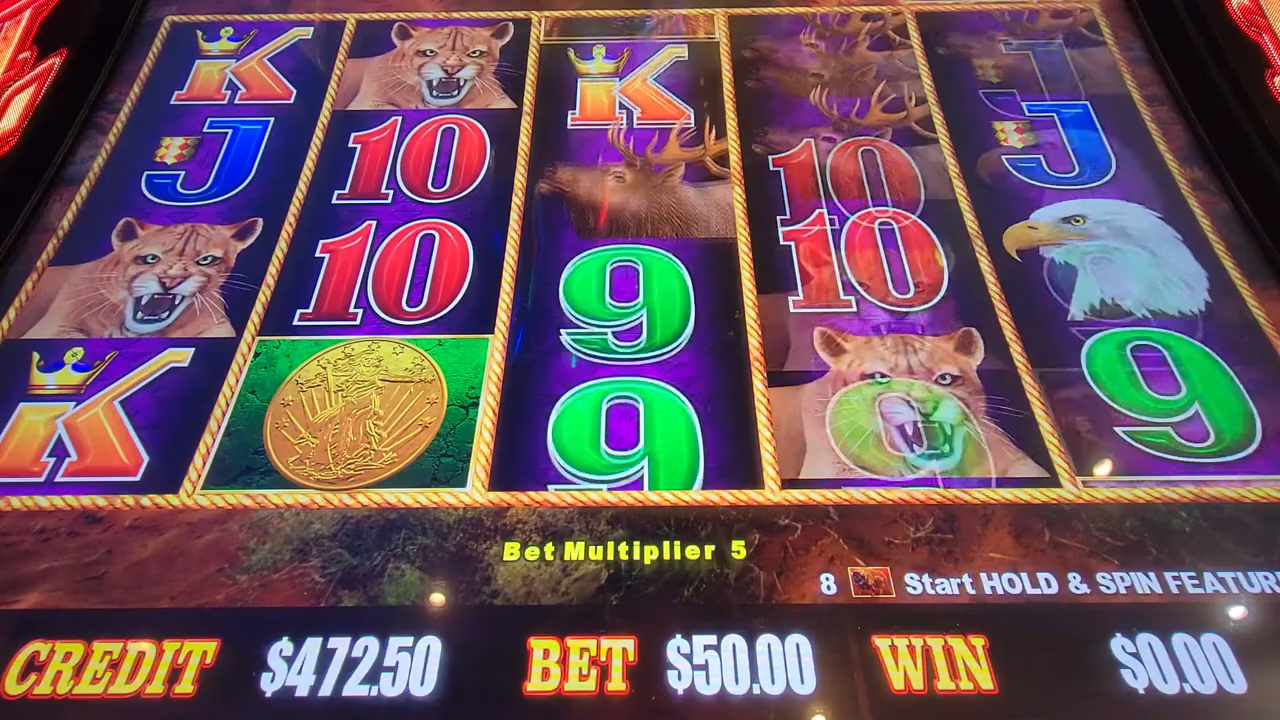 K K J
J 10 10 J
10 9 10
K 9 9
Bet Multiplier 5
8 Start HOLD & SPIN FEATUR
CREDIT $472.50 BET $50.00 WIN $0.00